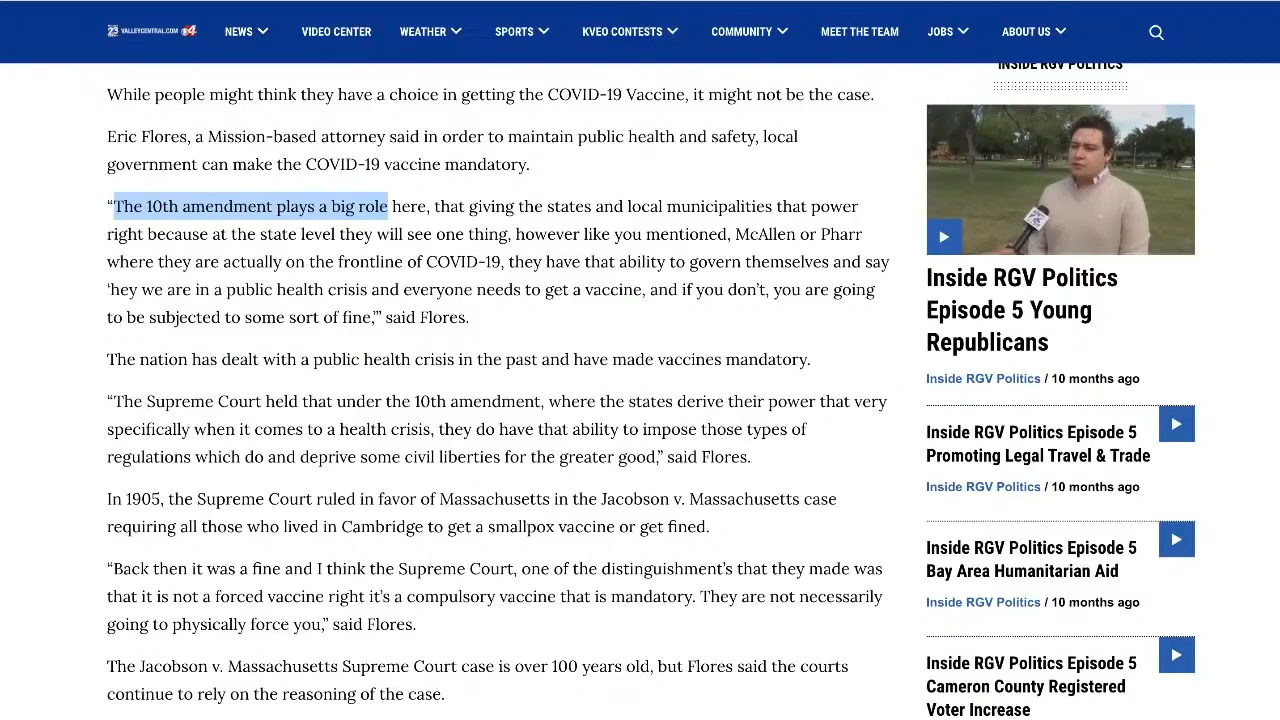 23 VALLEYCENTRAL.COM 4
NEWS
VIDEO CENTER
WEATHER
SPORTS
KVEO CONTESTS
COMMUNITY
MEET THE TEAM
JOBS
ABOUT US
While people might think they have a choice in getting the COVID-19 Vaccine, it might not be the case.
Eric Flores, a Mission-based attorney said in order to maintain public health and safety, local
government can make the COVID-19 vaccine mandatory.
“The 10th amendment plays a big role here, that giving the states and local municipalities that power
right because at the state level they will see one thing, however like you mentioned, McAllen or Pharr
where they are actually on the frontline of COVID-19, they have that ability to govern themselves and say
‘hey we are in a public health crisis and everyone needs to get a vaccine, and if you don’t, you are going
to be subjected to some sort of fine,’” said Flores.
The nation has dealt with a public health crisis in the past and have made vaccines mandatory.
“The Supreme Court held that under the 10th amendment, where the states derive their power that very
specifically when it comes to a health crisis, they do have that ability to impose those types of
regulations which do and deprive some civil liberties for the greater good,” said Flores.
In 1905, the Supreme Court ruled in favor of Massachusetts in the Jacobson v. Massachusetts case
requiring all those who lived in Cambridge to get a smallpox vaccine or get fined.
“Back then it was a fine and I think the Supreme Court, one of the distinguishment’s that they made was
that it is not a forced vaccine right it’s a compulsory vaccine that is mandatory. They are not necessarily
going to physically force you,” said Flores.
The Jacobson v. Massachusetts Supreme Court case is over 100 years old, but Flores said the courts
continue to rely on the reasoning of the case.
INSIDE RGV POLITICS
23
Inside RGV Politics
Episode 5 Young
Republicans
Inside RGV Politics / 10 months ago
Inside RGV Politics Episode 5
Promoting Legal Travel & Trade
Inside RGV Politics / 10 months ago
Inside RGV Politics Episode 5
Bay Area Humanitarian Aid
Inside RGV Politics / 10 months ago
Inside RGV Politics Episode 5
Cameron County Registered
Voter Increase